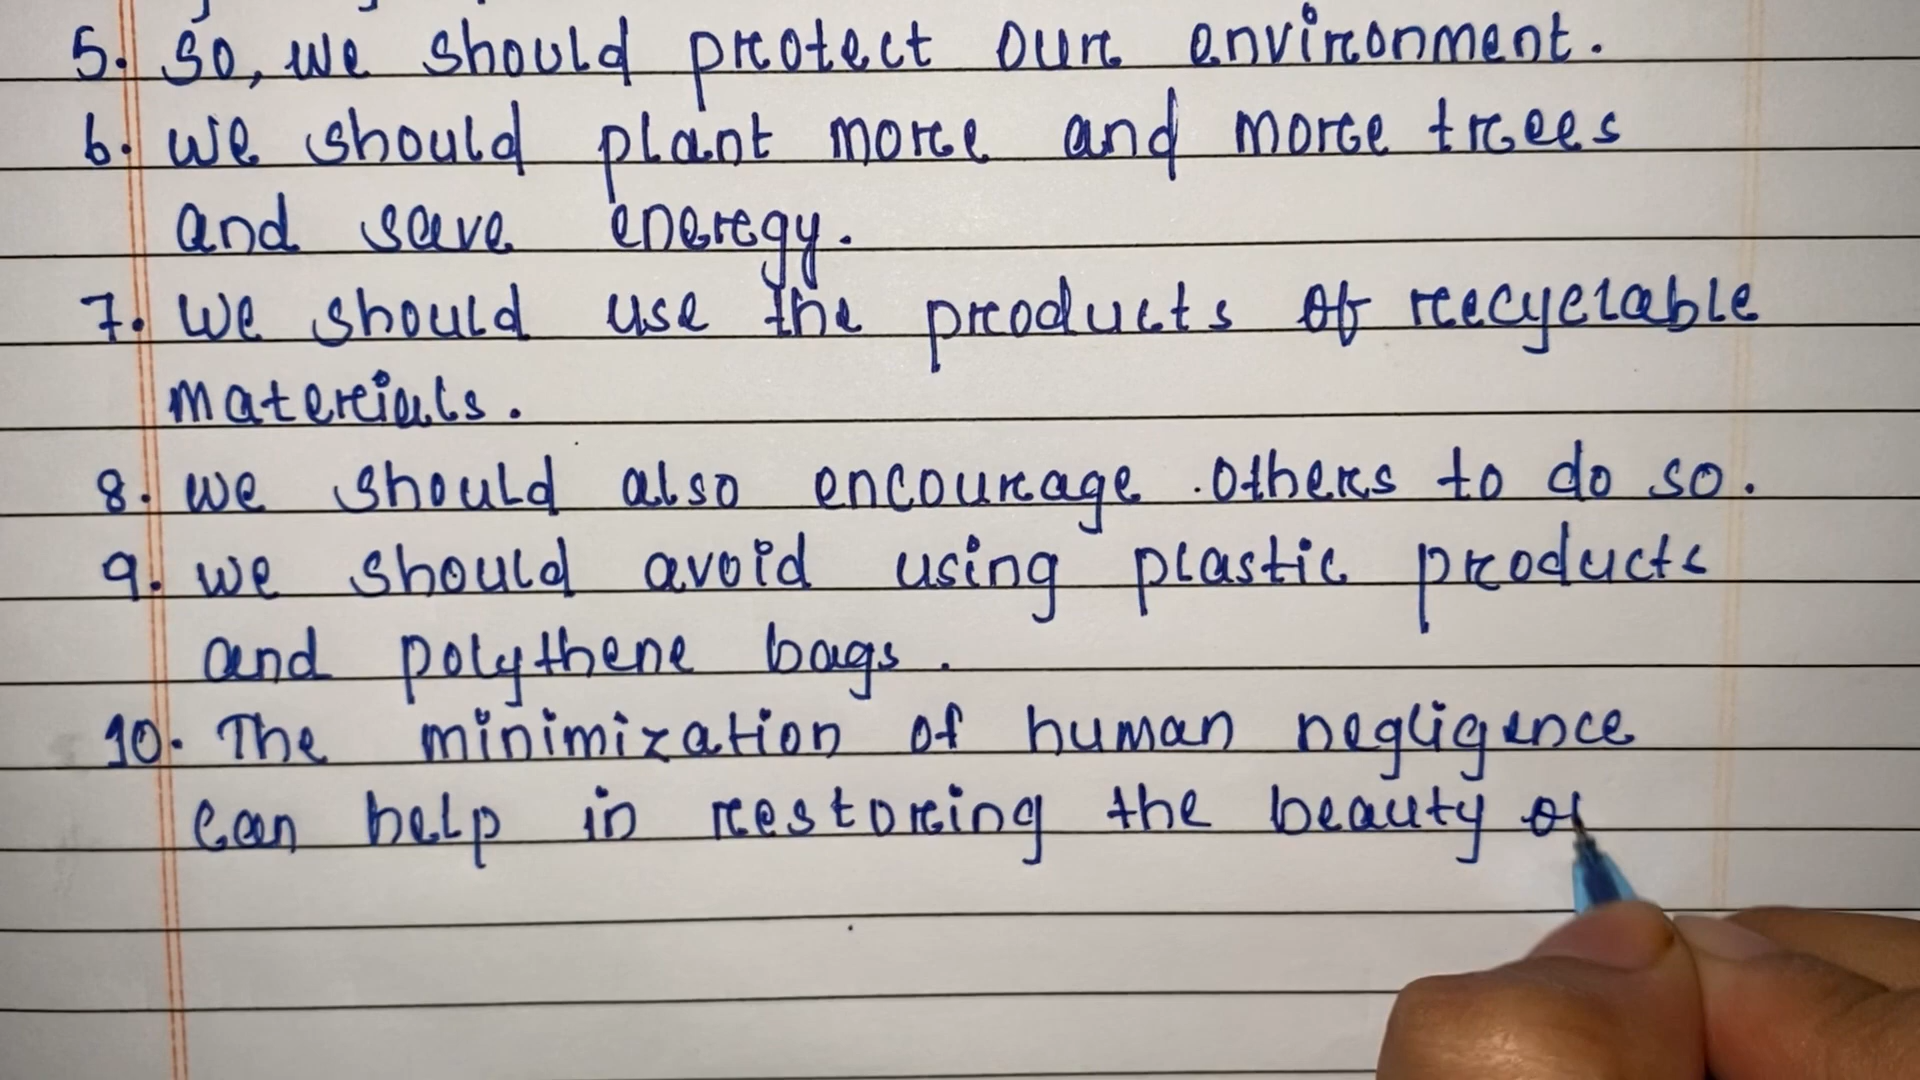 5. So, we should protect our environment.
6. We should plant more and more trees
and save energy.
7. We should use the products of recyclable
materials.
8. We should also encourage others to do so.
9. We should avoid using plastic products
and polythene bags.
10. The minimization of human negligence
can help in restoring the beauty of